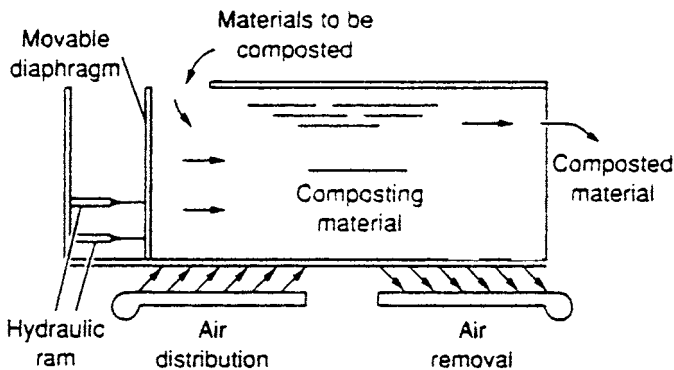 Materials to be
composted
Movable
diaphragm
Composted
material
Composting
material
Hydraulic
ram
Air
distribution
Air
removal